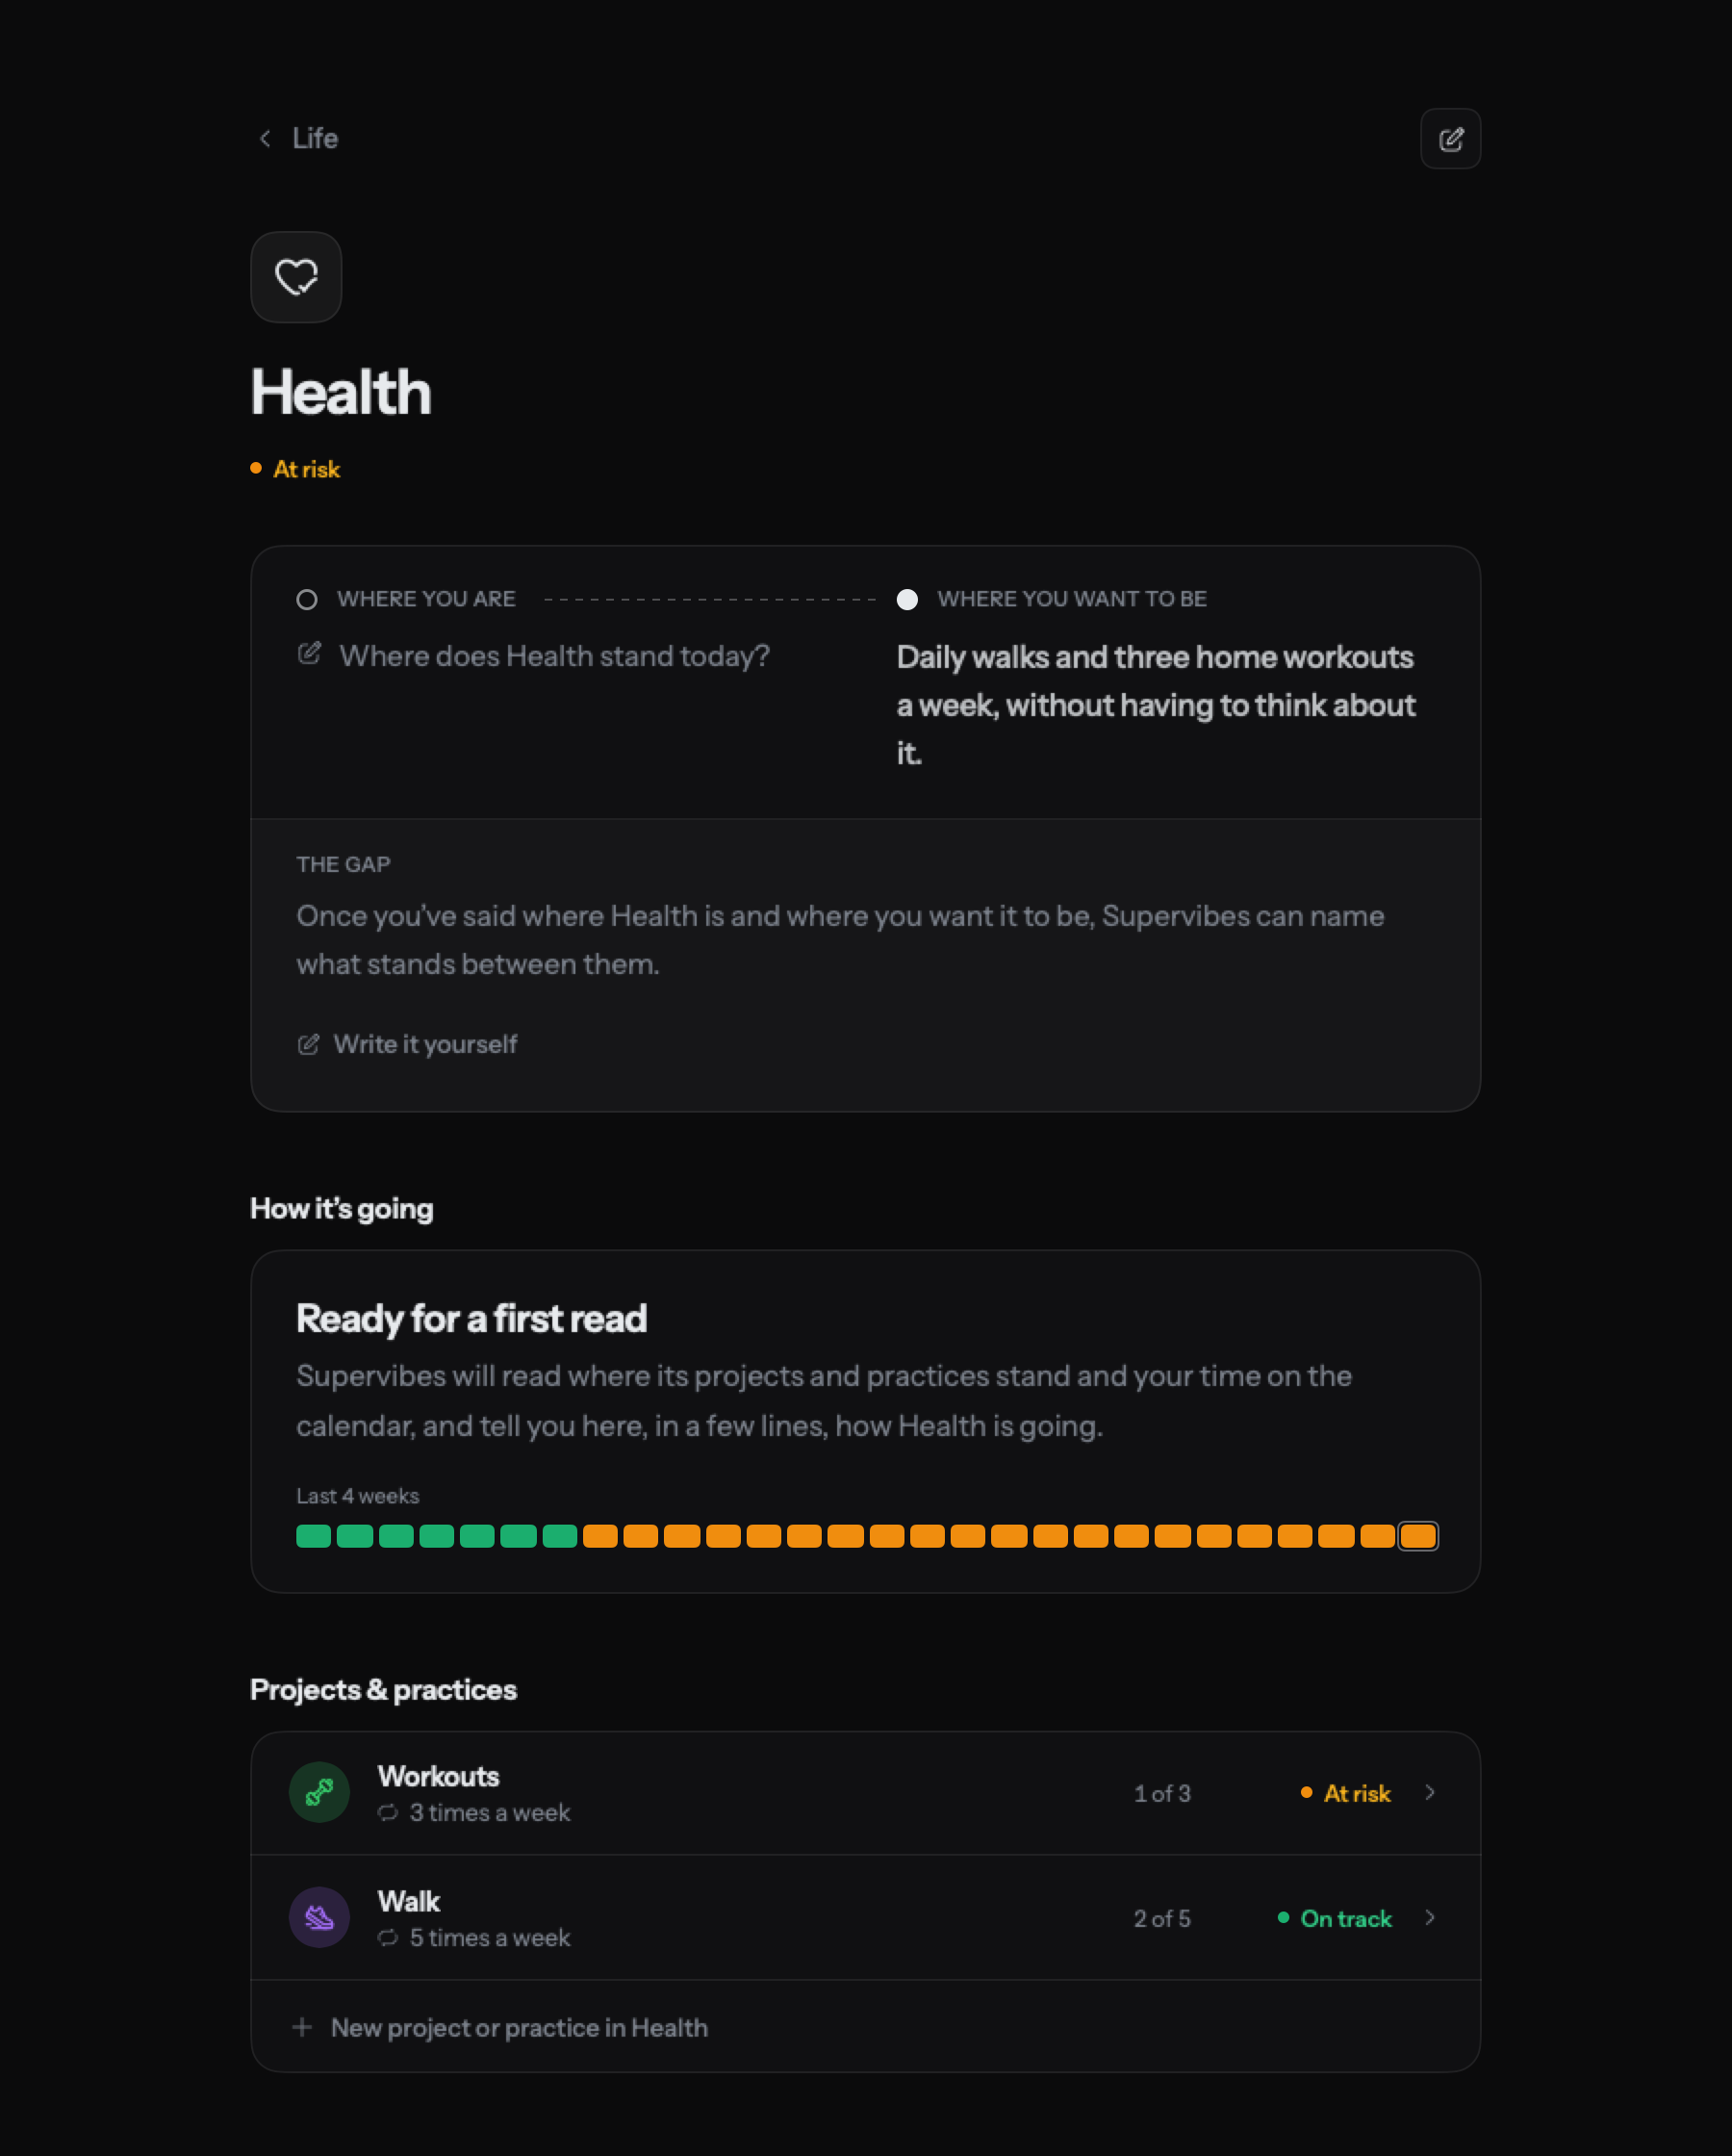 Life
Health
At risk
WHERE YOU ARE
Where does Health stand today?
WHERE YOU WANT TO BE
Daily walks and three home workouts
a week, without having to think about
it.
THE GAP
Once you’ve said where Health is and where you want it to be, Supervibes can name
what stands between them.
Write it yourself
How it’s going
Ready for a first read
Supervibes will read where its projects and practices stand and your time on the
calendar, and tell you here, in a few lines, how Health is going.
Last 4 weeks
Projects & practices
Workouts
3 times a week
1 of 3
At risk
Walk
5 times a week
2 of 5
On track
New project or practice in Health